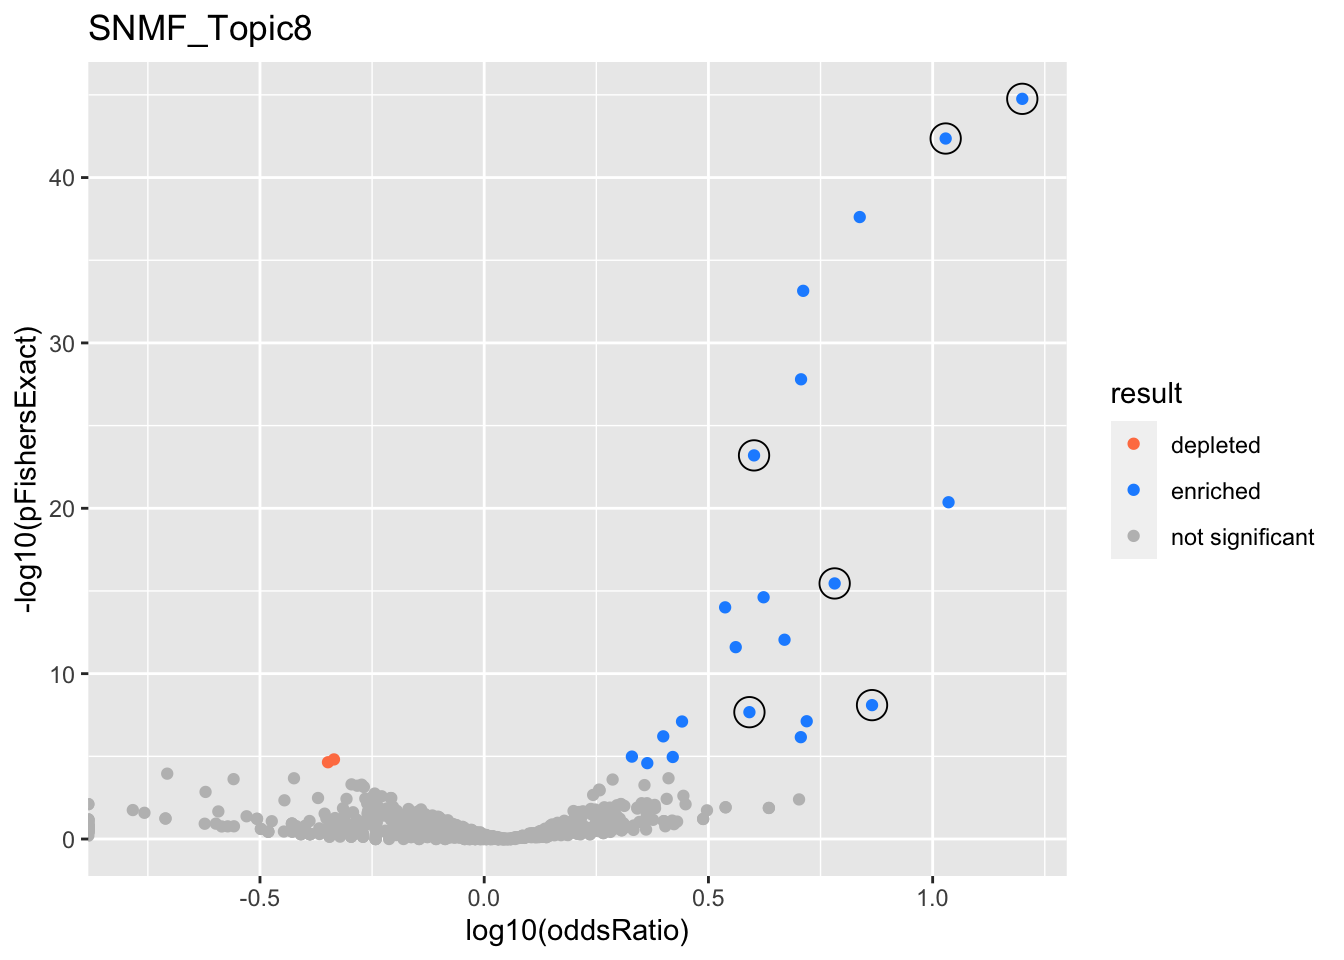 SNMF_Topic8
-log10(pFishersExact)
40
30
20
10
0
-0.5
0.0
0.5
1.0
log10(oddsRatio)
result
depleted
enriched
not significant